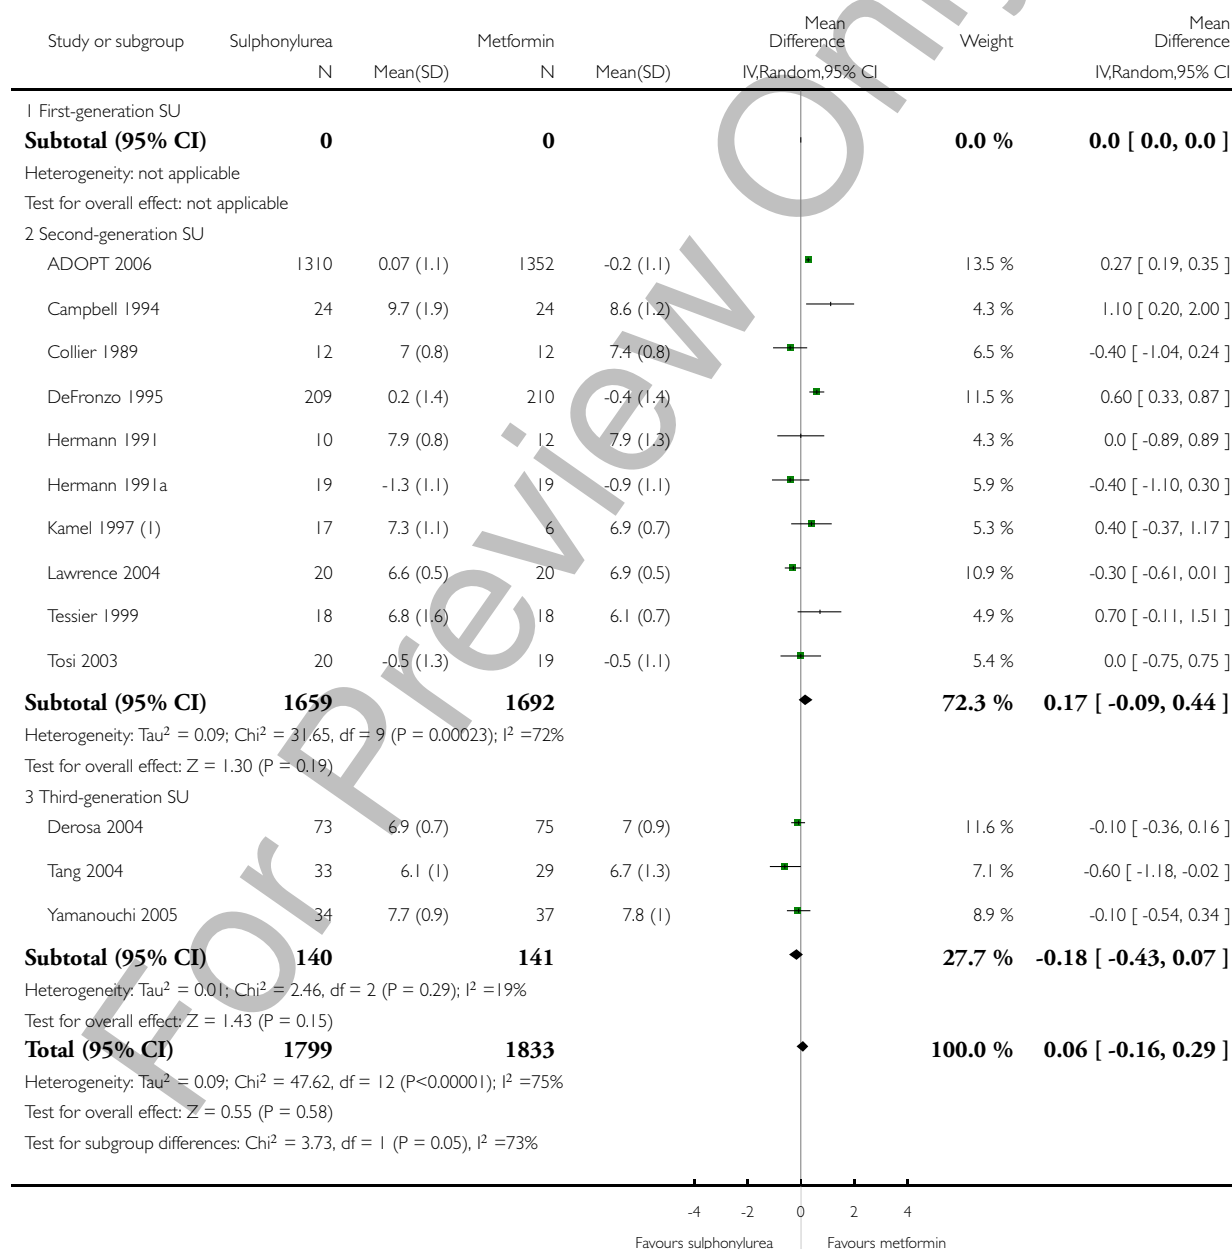 Study or subgroup Sulphonylurea Metformin Mean Difference Weight Mean Difference
N Mean(SD) N Mean(SD) IV,Random,95% CI IV,Random,95% CI
1 First-generation SU
Subtotal (95% CI) 0 0 0.0 % 0.0 [ 0.0, 0.0 ]
Heterogeneity: not applicable
Test for overall effect: not applicable
2 Second-generation SU
ADOPT 2006 1310 0.07 (1.1) 1352 -0.2 (1.1) 13.5 % 0.27 [ 0.19, 0.35 ]
Campbell 1994 24 9.7 (1.9) 24 8.6 (1.2) 4.3 % 1.10 [ 0.20, 2.00 ]
Collier 1989 12 7 (0.8) 12 7.4 (0.8) 6.5 % -0.40 [ -1.04, 0.24 ]
DeFronzo 1995 209 0.2 (1.4) 210 -0.4 (1.4) 11.5 % 0.60 [ 0.33, 0.87 ]
Hermann 1991 10 7.9 (0.8) 12 7.9 (1.3) 4.3 % 0.0 [ -0.89, 0.89 ]
Hermann 1991a 19 -1.3 (1.1) 19 -0.9 (1.1) 5.9 % -0.40 [ -1.10, 0.30 ]
Kamel 1997 (1) 17 7.3 (1.1) 6 6.9 (0.7) 5.3 % 0.40 [ -0.37, 1.17 ]
Lawrence 2004 20 6.6 (0.5) 20 6.9 (0.5) 10.9 % -0.30 [ -0.61, 0.01 ]
Tessier 1999 18 6.8 (1.6) 18 6.1 (0.7) 4.9 % 0.70 [ -0.11, 1.51 ]
Tosi 2003 20 -0.5 (1.3) 19 -0.5 (1.1) 5.4 % 0.0 [ -0.75, 0.75 ]
Subtotal (95% CI) 1659 1692 72.3 % 0.17 [ -0.09, 0.44 ]
Heterogeneity: Tau² = 0.09; Chi² = 31.65, df = 9 (P = 0.00023); I² =72%
Test for overall effect: Z = 1.30 (P = 0.19)
3 Third-generation SU
Derosa 2004 73 6.9 (0.7) 75 7 (0.9) 11.6 % -0.10 [ -0.36, 0.16 ]
Tang 2004 33 6.1 (1) 29 6.7 (1.3) 7.1 % -0.60 [ -1.18, -0.02 ]
Yamanouchi 2005 34 7.7 (0.9) 37 7.8 (1) 8.9 % -0.10 [ -0.54, 0.34 ]
Subtotal (95% CI) 140 141 27.7 % -0.18 [ -0.43, 0.07 ]
Heterogeneity: Tau² = 0.01; Chi² = 2.46, df = 2 (P = 0.29); I² =19%
Test for overall effect: Z = 1.43 (P = 0.15)
Total (95% CI) 1799 1833 100.0 % 0.06 [ -0.16, 0.29 ]
Heterogeneity: Tau² = 0.09; Chi² = 47.62, df = 12 (P<0.00001); I² =75%
Test for overall effect: Z = 0.55 (P = 0.58)
Test for subgroup differences: Chi² = 3.73, df = 1 (P = 0.05), I² =73%
-4 -2 0 2 4
Favours sulphonylurea Favours metformin
For Preview Only